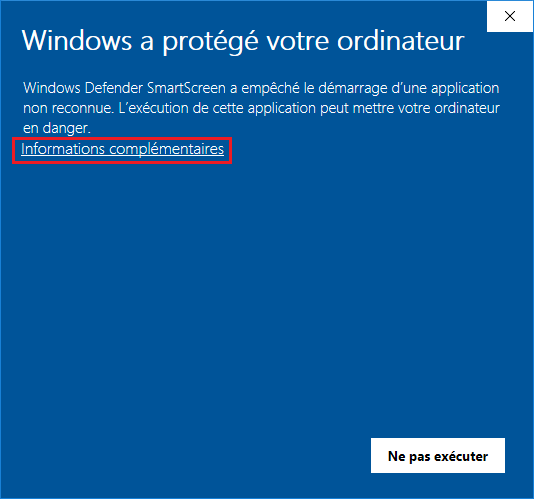 Windows a protégé votre ordinateur
Windows Defender SmartScreen a empêché le démarrage d’une application
non reconnue. L’exécution de cette application peut mettre votre ordinateur
en danger.
Informations complémentaires
Ne pas exécuter